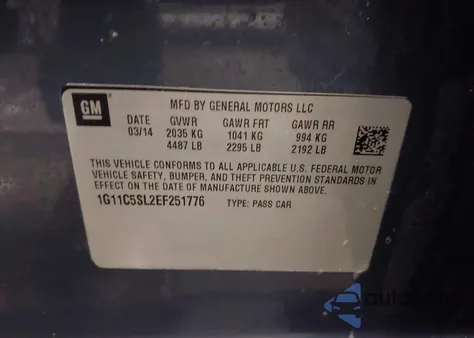 GM
MFD BY GENERAL MOTORS LLC
DATE GVWR GAWR FRT GAWR RR
03/14 2035 KG 1041 KG 994 KG
4487 LB 2295 LB 2192 LB
THIS VEHICLE CONFORMS TO ALL APPLICABLE U.S. FEDERAL MOTOR
VEHICLE SAFETY, BUMPER, AND THEFT PREVENTION STANDARDS IN
EFFECT ON THE DATE OF MANUFACTURE SHOWN ABOVE.
1G11C5SL2EF251776 TYPE: PASS CAR